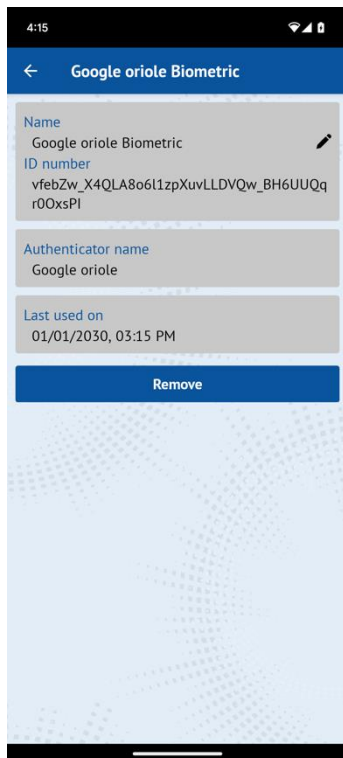 4:15
Google oriole Biometric
Name
Google oriole Biometric
ID number
vfebZw_X4QLA8o6l1zpXuvLLDVQw_BH6UUQq
r0OxsPI
Authenticator name
Google oriole
Last used on
01/01/2030, 03:15 PM
Remove